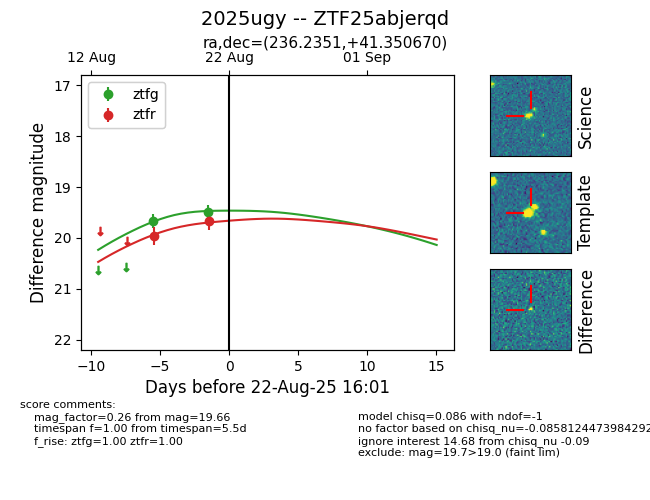 2025ugy -- ZTF25abjerqd
ra,dec=(236.2351,+41.350670)
12 Aug
22 Aug
01 Sep
17
18
19
20
21
22
Difference magnitude
ztfg
ztfr
−10
−5
0
5
10
15
Days before 22-Aug-25 16:01
Science
Template
Difference
score comments:
mag_factor=0.26 from mag=19.66
timespan f=1.00 from timespan=5.5d
f_rise: ztfg=1.00 ztfr=1.00
model chisq=0.086 with ndof=-1
no factor based on chisq_nu=-0.0858124473984292
ignore interest 14.68 from chisq_nu -0.09
exclude: mag=19.7>19.0 (faint lim)